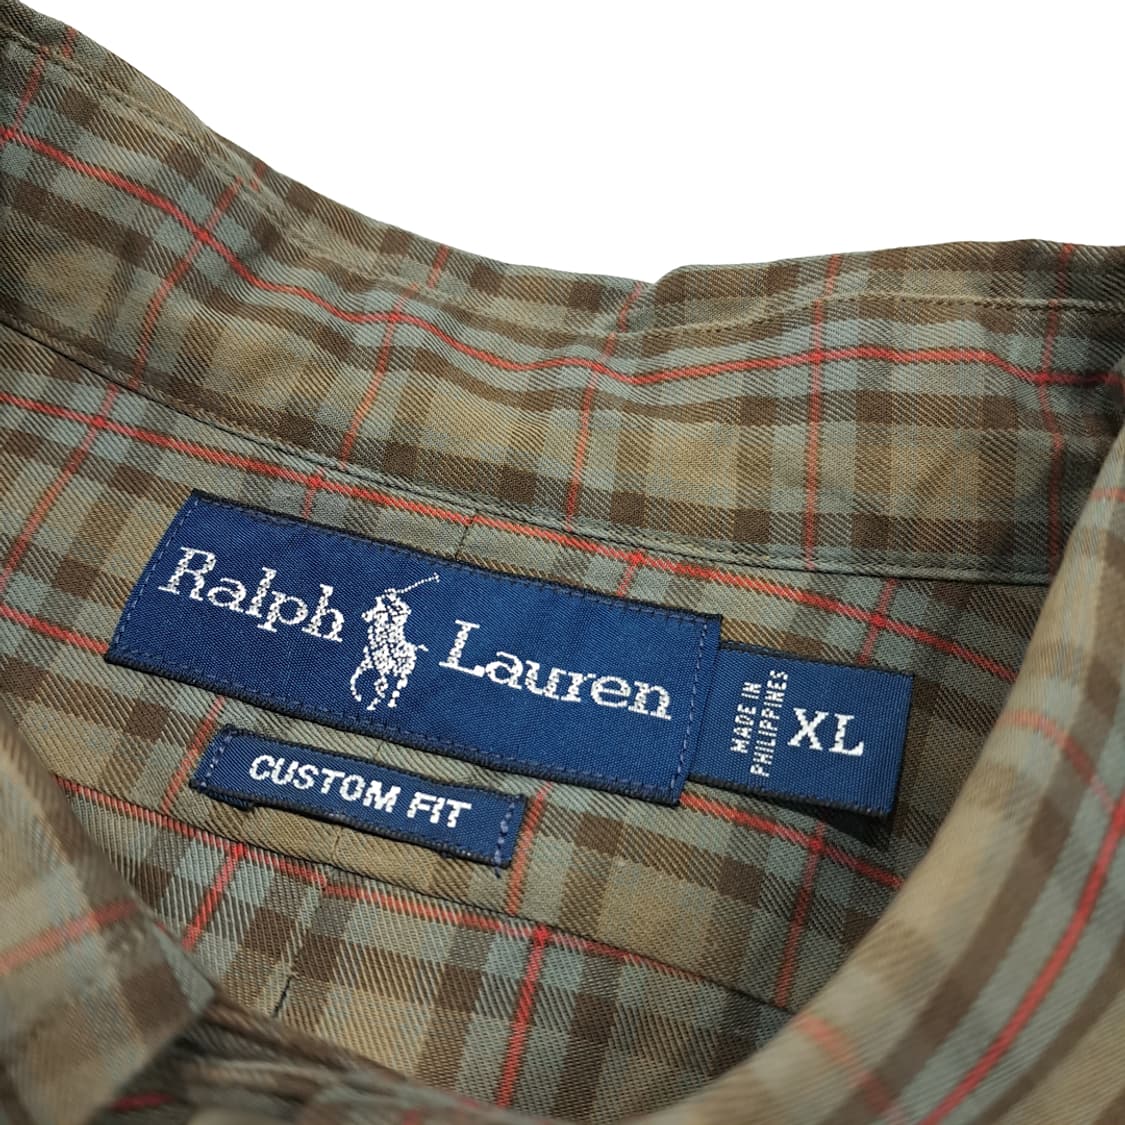 Ralph Lauren
CUSTOM FIT
MADE IN
PHILIPPINES
XL